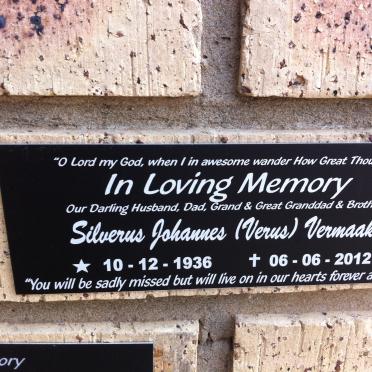 "O Lord my God, when I in awesome wander How Great Thou
In Loving Memory
Our Darling Husband, Dad, Grand & Great Granddad & Broth
Silverus Johannes (Verus) Vermaak
★ 10 - 12 - 1936 ✝ 06 - 06 - 2012
"You will be sadly missed but will live on in our hearts forever a
ory